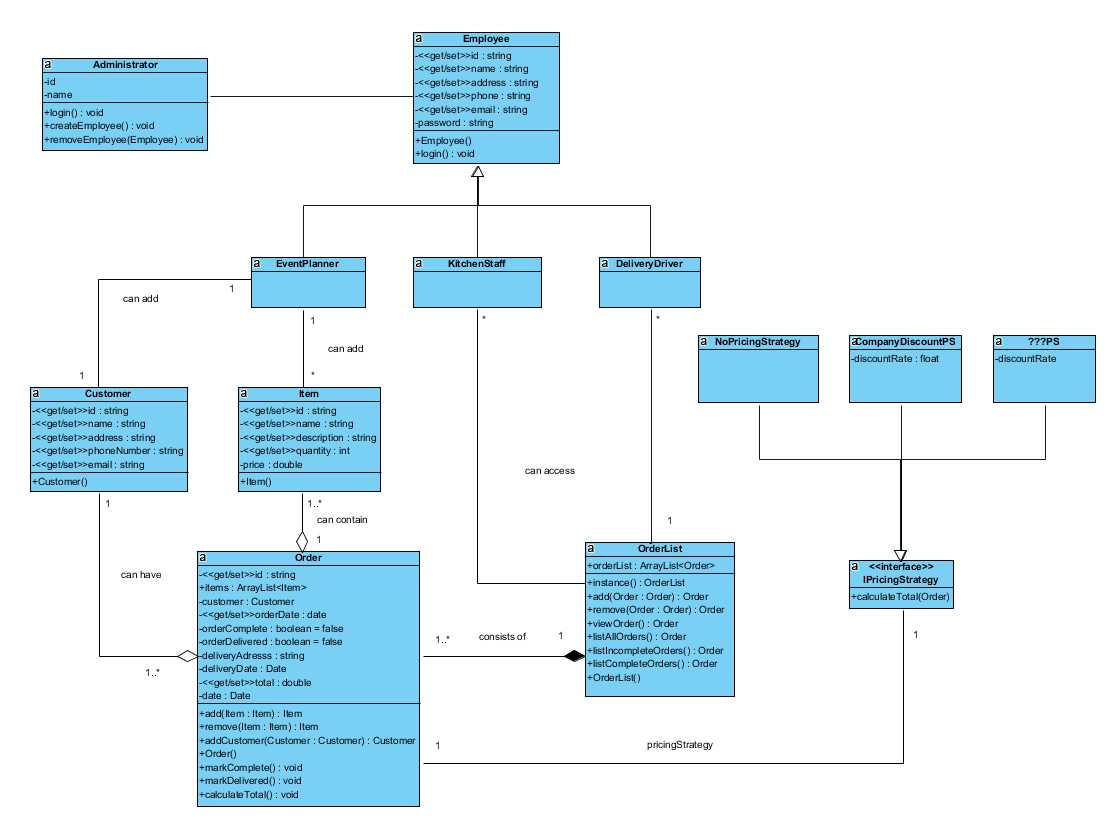 a Employee
-<<get/set>>id : string
-<<get/set>>name : string
-<<get/set>>address : string
-<<get/set>>phone : string
-<<get/set>>email : string
-password : string
+Employee()
+login() : void
a Administrator
-id
-name
+login() : void
+createEmployee() : void
+removeEmployee(Employee) : void
a EventPlanner
a KitchenStaff
a DeliveryDriver
1
can add
1
1
can add
*
*
*
a NoPricingStrategy
a CompanyDiscountPS
-discountRate : float
a ???PS
-discountRate
a Customer
-<<get/set>>id : string
-<<get/set>>name : string
-<<get/set>>address : string
-<<get/set>>phoneNumber : string
-<<get/set>>email : string
+Customer()
a Item
-<<get/set>>id : string
-<<get/set>>name : string
-<<get/set>>description : string
-<<get/set>>quantity : int
-price : double
+Item()
can access
1
1
can have
1..*
1..*
can contain
1
a Order
-<<get/set>>id : string
+items : ArrayList<Item>
-customer : Customer
-<<get/set>>orderDate : date
-orderComplete : boolean = false
-orderDelivered : boolean = false
-deliveryAdresss : string
-deliveryDate : Date
-<<get/set>>total : double
-date : Date
+add(Item : Item) : Item
+remove(Item : Item) : Item
+addCustomer(Customer : Customer) : Customer
+Order()
+markComplete() : void
+markDelivered() : void
+calculateTotal() : void
1..*
consists of
1
a OrderList
+orderList : ArrayList<Order>
+instance() : OrderList
+add(Order : Order) : Order
+remove(Order : Order) : Order
+viewOrder() : Order
+listAllOrders() : Order
+listIncompleteOrders() : Order
+listCompleteOrders() : Order
+OrderList()
a <<interface>>
IPricingStrategy
+calculateTotal(Order)
1
1
pricingStrategy